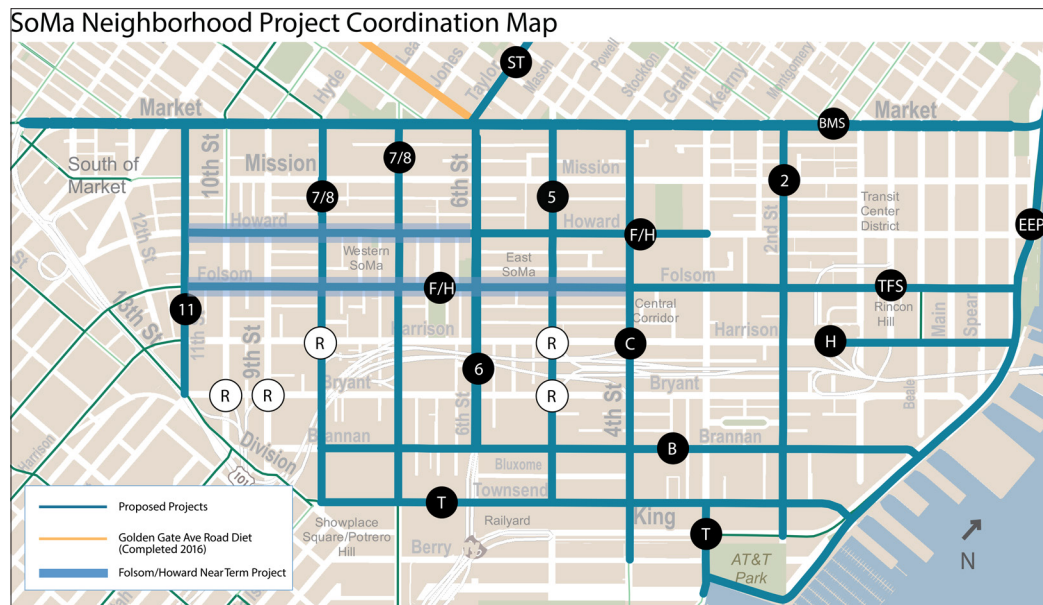 SoMa Neighborhood Project Coordination Map
ST
Hyde
Jones
Taylor
Mason
Powell
Stockton
Grant
Kearny
Montgomery
Market
BMS
Market
South of
Market
10th St
Mission
7/8
7/8
6th St
5
Mission
2
Transit
Center
District
2nd St
EEP
12th St
Howard
Howard
F/H
Western
SoMa
East
SoMa
Folsom
F/H
Folsom
TFS
Rincon
Hill
11
11th St
13th St
Harrison
Central
Corridor
Harrison
H
Main
Spear
9th St
R
R
C
6
R
R
R
Bryant
Bryant
4th St
Beale
6th St
Division
Brannan
B
Brannan
Harrison
101
Bluxome
Townsend
T
King
T
Showplace
Square/Potrero
Hill
Railyard
Berry
AT&T
Park
N
Proposed Projects
Golden Gate Ave Road Diet
(Completed 2016)
Folsom/Howard Near Term Project